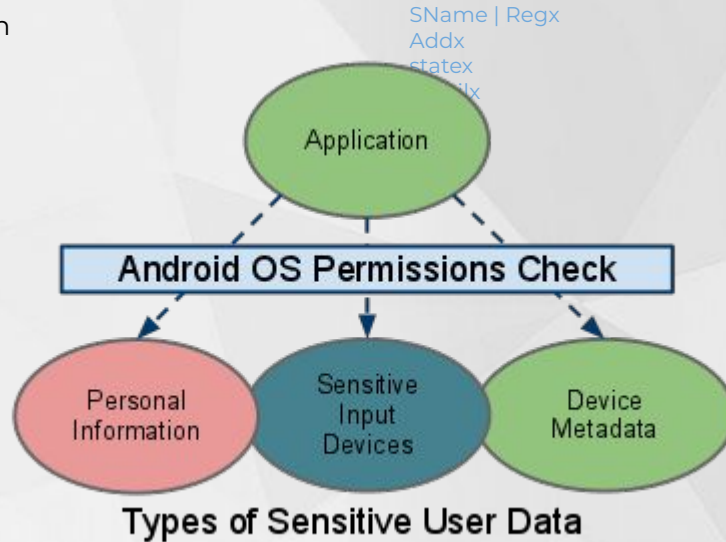 SName | Regx
Addx
statex
Application
Android OS Permissions Check
Personal
Information
Sensitive
Input
Devices
Device
Metadata
Types of Sensitive User Data